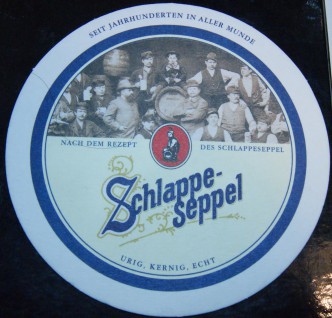 SEIT JAHRHUNDERTEN IN ALLER MUNDE
NACH DEM REZEPT DES SCHLAPPESEPPEL
Schlappe-
seppel
URIG, KERNIG, ECHT